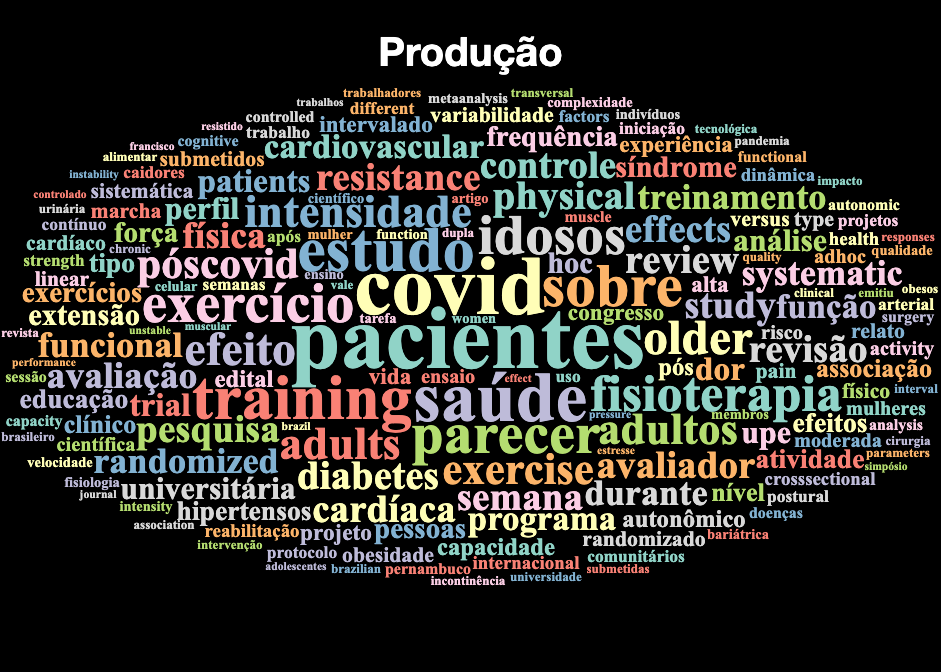 Produção
trabalhadores transversal
trabalhos different metaanalysis complexidade
controlled variabilidade factors indivíduos
resistido trabalho intervalado frequência iniciação tecnológica
francisco cognitive cardiovascular experiência pandemia
alimentar submetidos controle síndrome functional
instability caidores patients resistance dinâmica impacto
controlado sistemática científico artigo physical treinamento autonomic
urinária marcha perfil intensidade muscle versus type projetos
contínuo força física após mulher function dupla idosos effects análise health responses
cardíaco chronic estudo quality adhoc qualidade
strength tipo póscovid ensino hoc review systematic
linear celular semanas vale covid sobre alta clinical emitiu obesos
exercícios exercício study função arterial
extensão tarefa women congresso surgery
revista unstable muscular pacientes older risco relato
funcional efeito revisão activity
performance
sessão avaliação edital vida ensaio effect uso pós dor pain associação
educação trial training saúde fisioterapia físico interval
capacity clínico pressure membros mulheres
brasileiro científica pesquisa brazil parecer adultos upe efeitos analysis
adults estresse moderada cirurgia
velocidade randomized diabetes exercise avaliador atividade parameters
simpósio
fisiologia universitária semana durante nível crosssectional
journal postural
intensity hipertensos cardíaca programa autonômico doenças
association reabilitação projeto pessoas randomizado bariátrica
intervenção protocolo obesidade capacidade comunitários
adolescentes brazilian pernambuco internacional submetidas
incontinência universidade